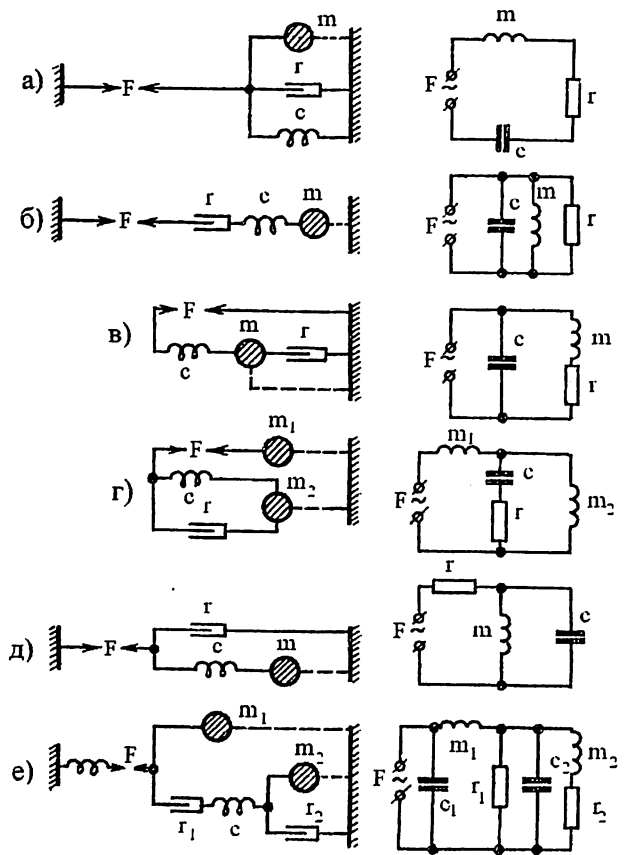 m m
а) F r c F r c
б) F r c m F c m r
в) F m r c F c m r
г) F m₁ c m₂ r F m₁ c r m₂
д) F r c m F r m c
е) F m₁ m₂ r₁ c r₂ F c₁ m₁ r₁ c₂ m₂ r₂